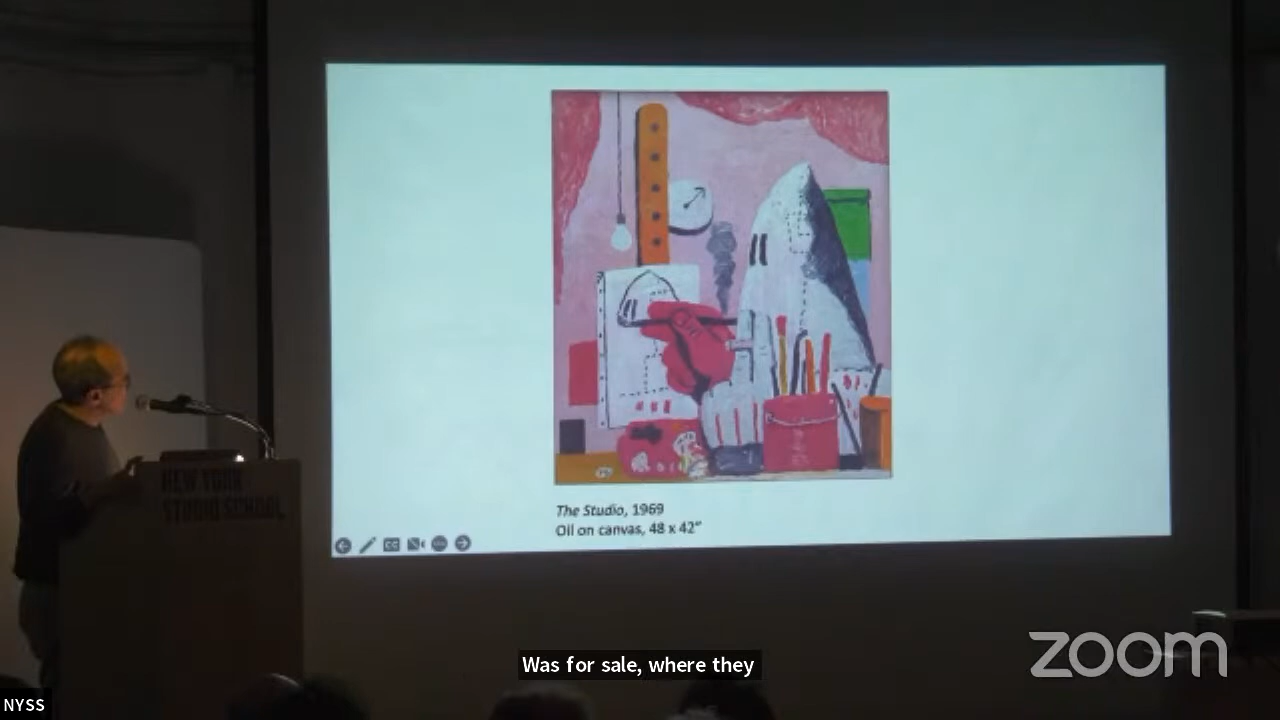 NEW YORK
STUDIO SCHOOL
The Studio, 1969
Oil on canvas, 48 x 42"
CC
Was for sale, where they
zoom
NYSS